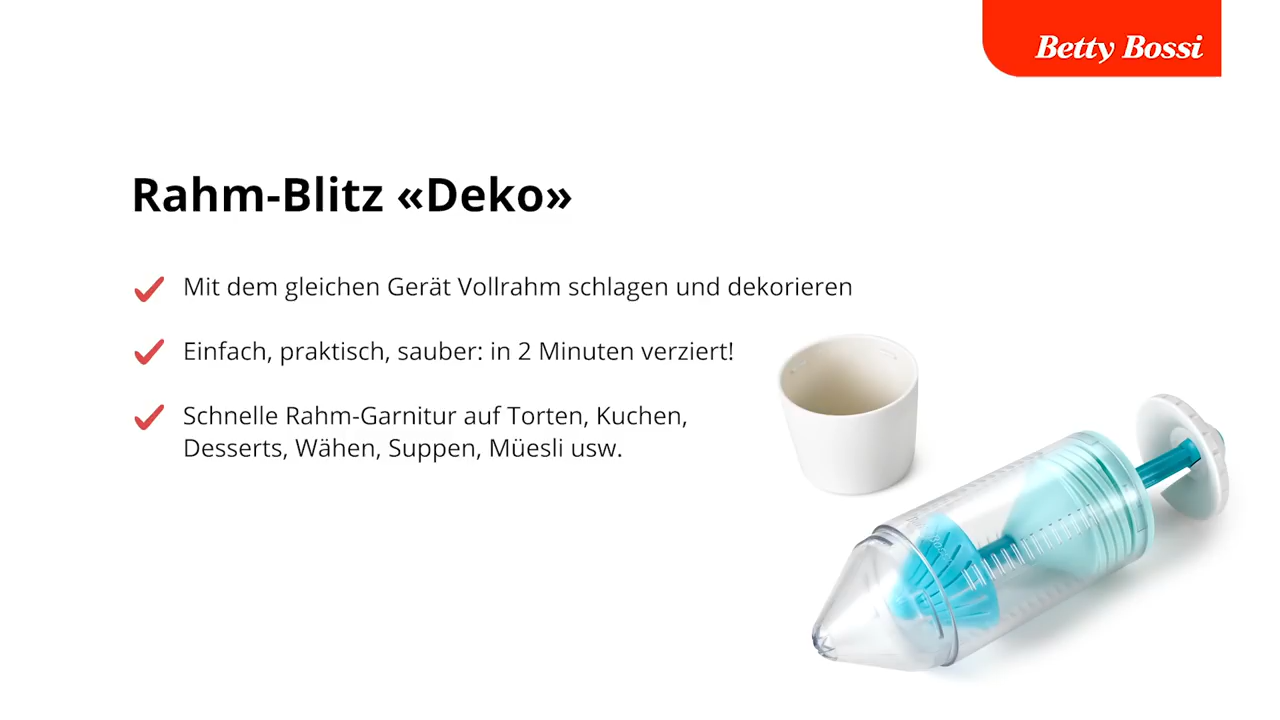 Betty Bossi
Rahm-Blitz «Deko»
Mit dem gleichen Gerät Vollrahm schlagen und dekorieren
Einfach, praktisch, sauber: in 2 Minuten verziert!
Schnelle Rahm-Garnitur auf Torten, Kuchen,
Desserts, Wähen, Suppen, Müesli usw.